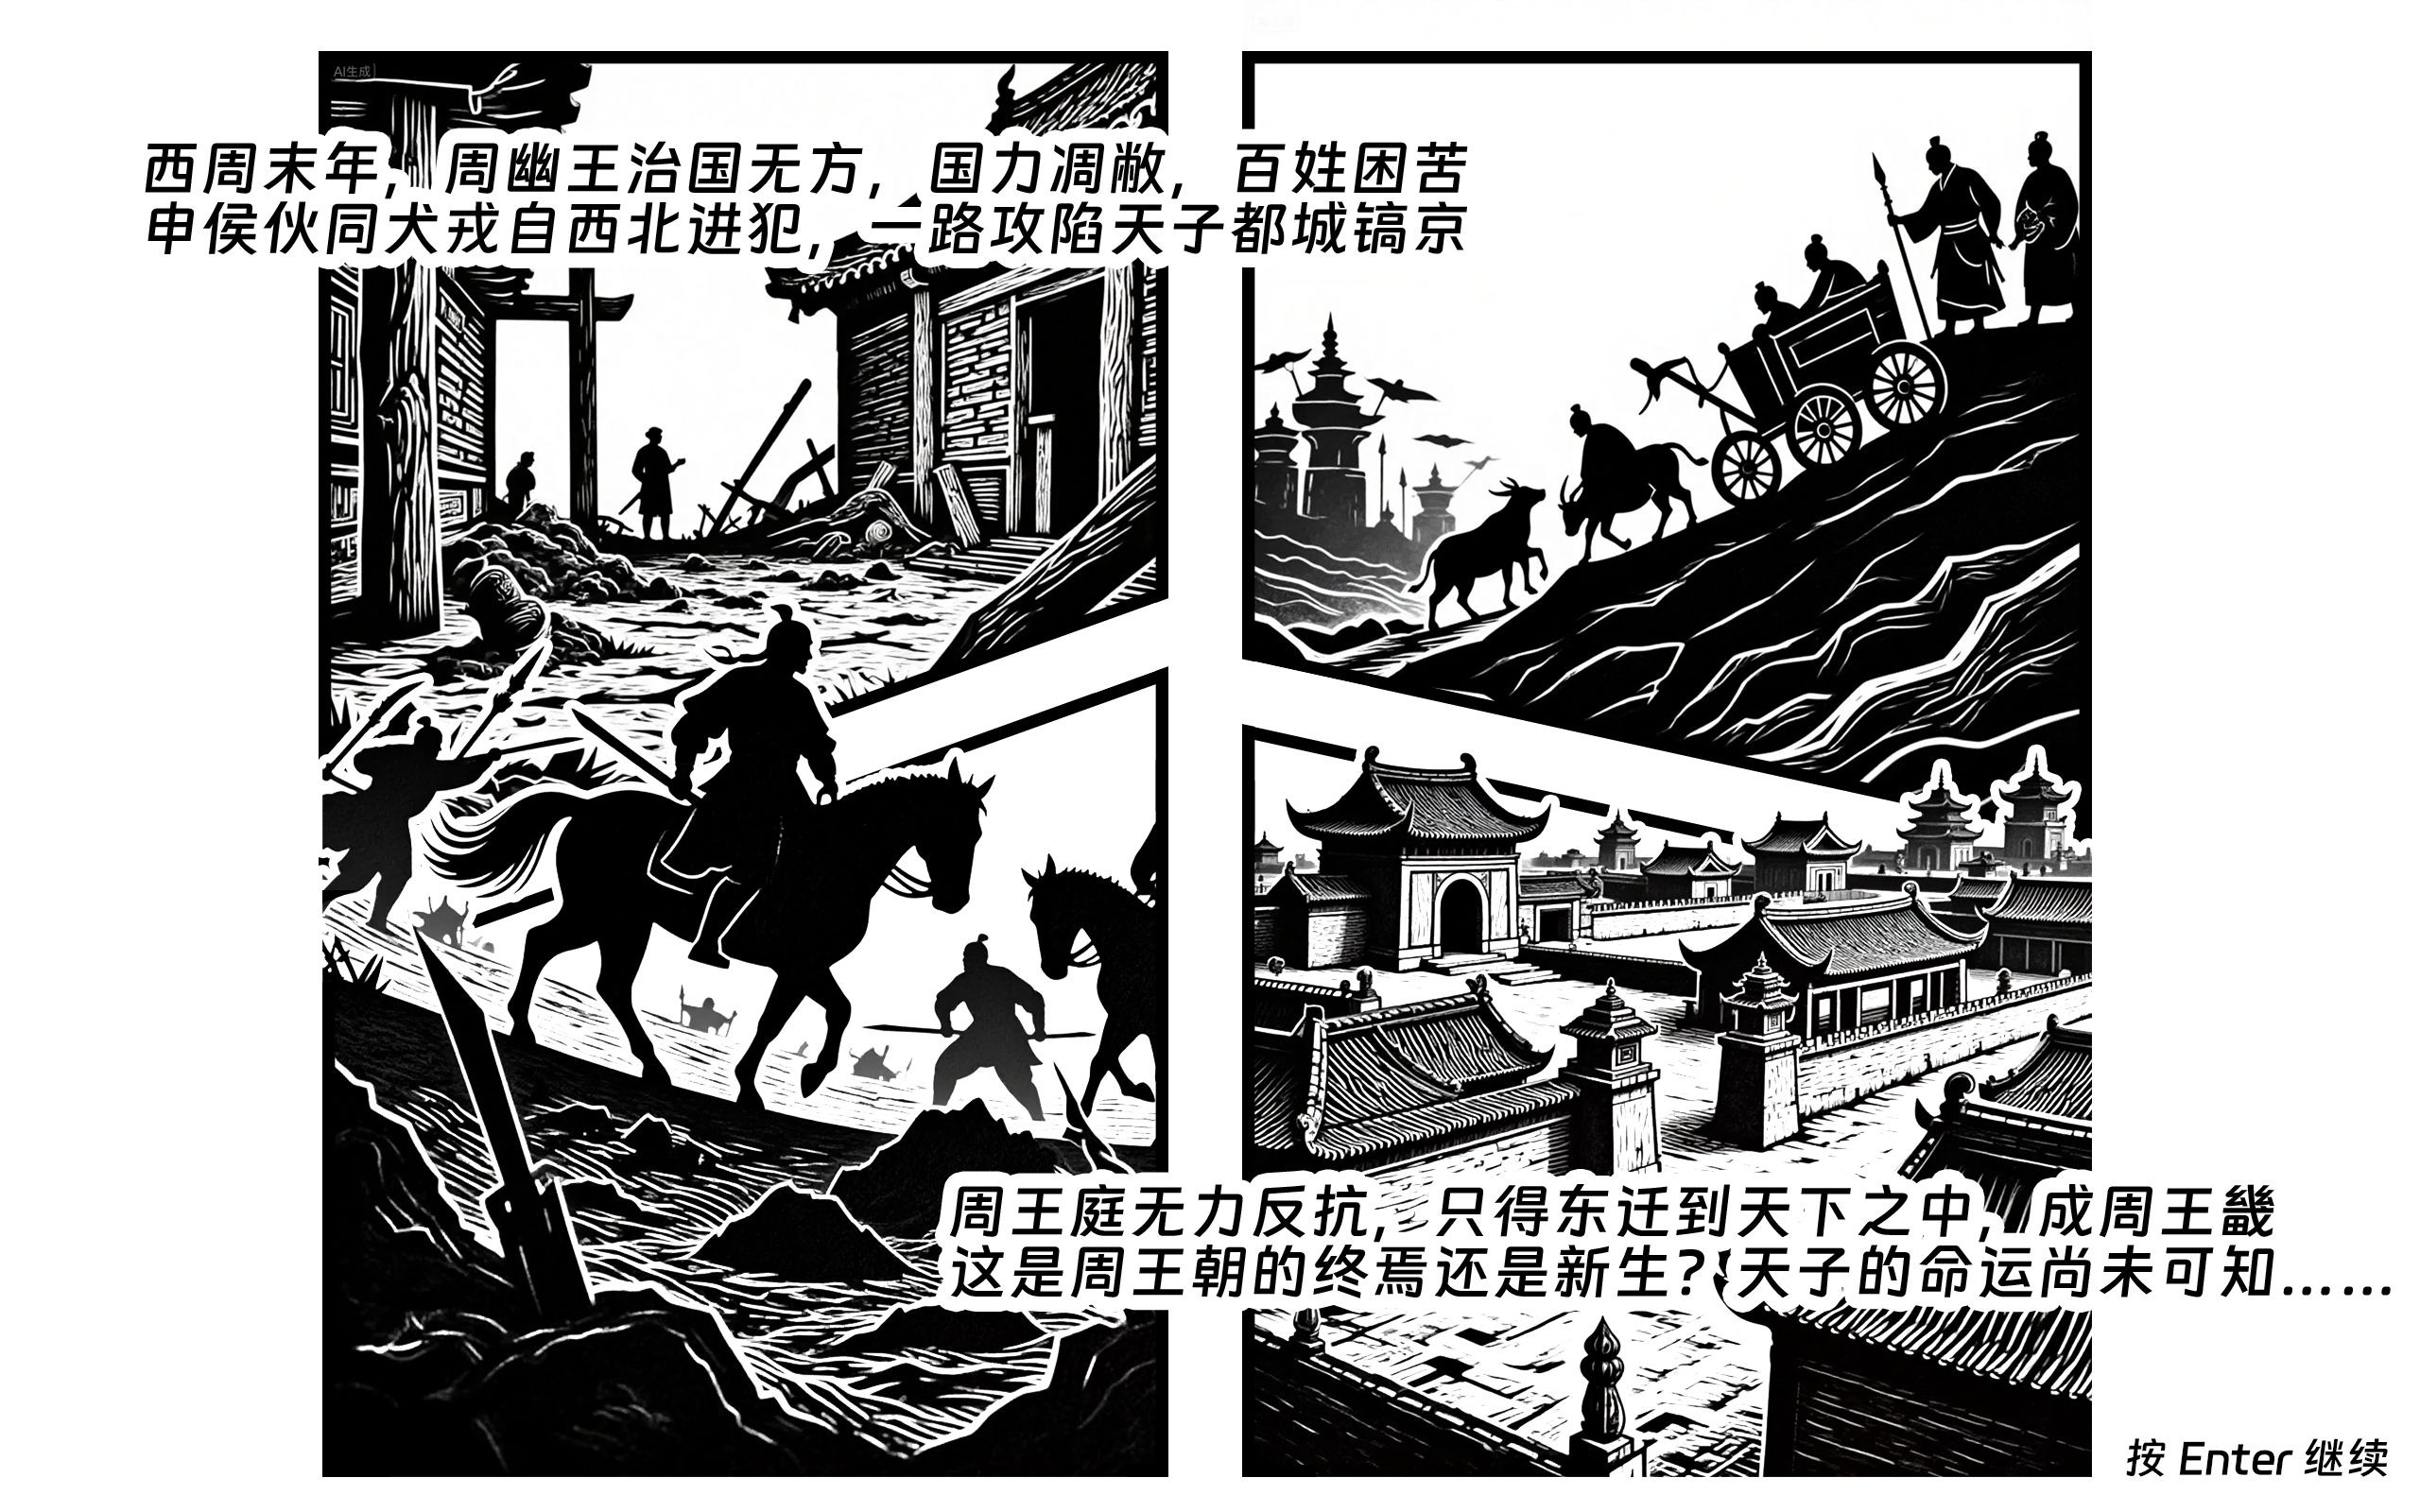 AI生成
西周末年，周幽王治国无方，国力凋敝，百姓困苦
申侯伙同犬戎自西北进犯，一路攻陷天子都城镐京
周王庭无力反抗，只得东迁到天下之中，成周王畿
这是周王朝的终焉还是新生？天子的命运尚未可知……
按 Enter 继续